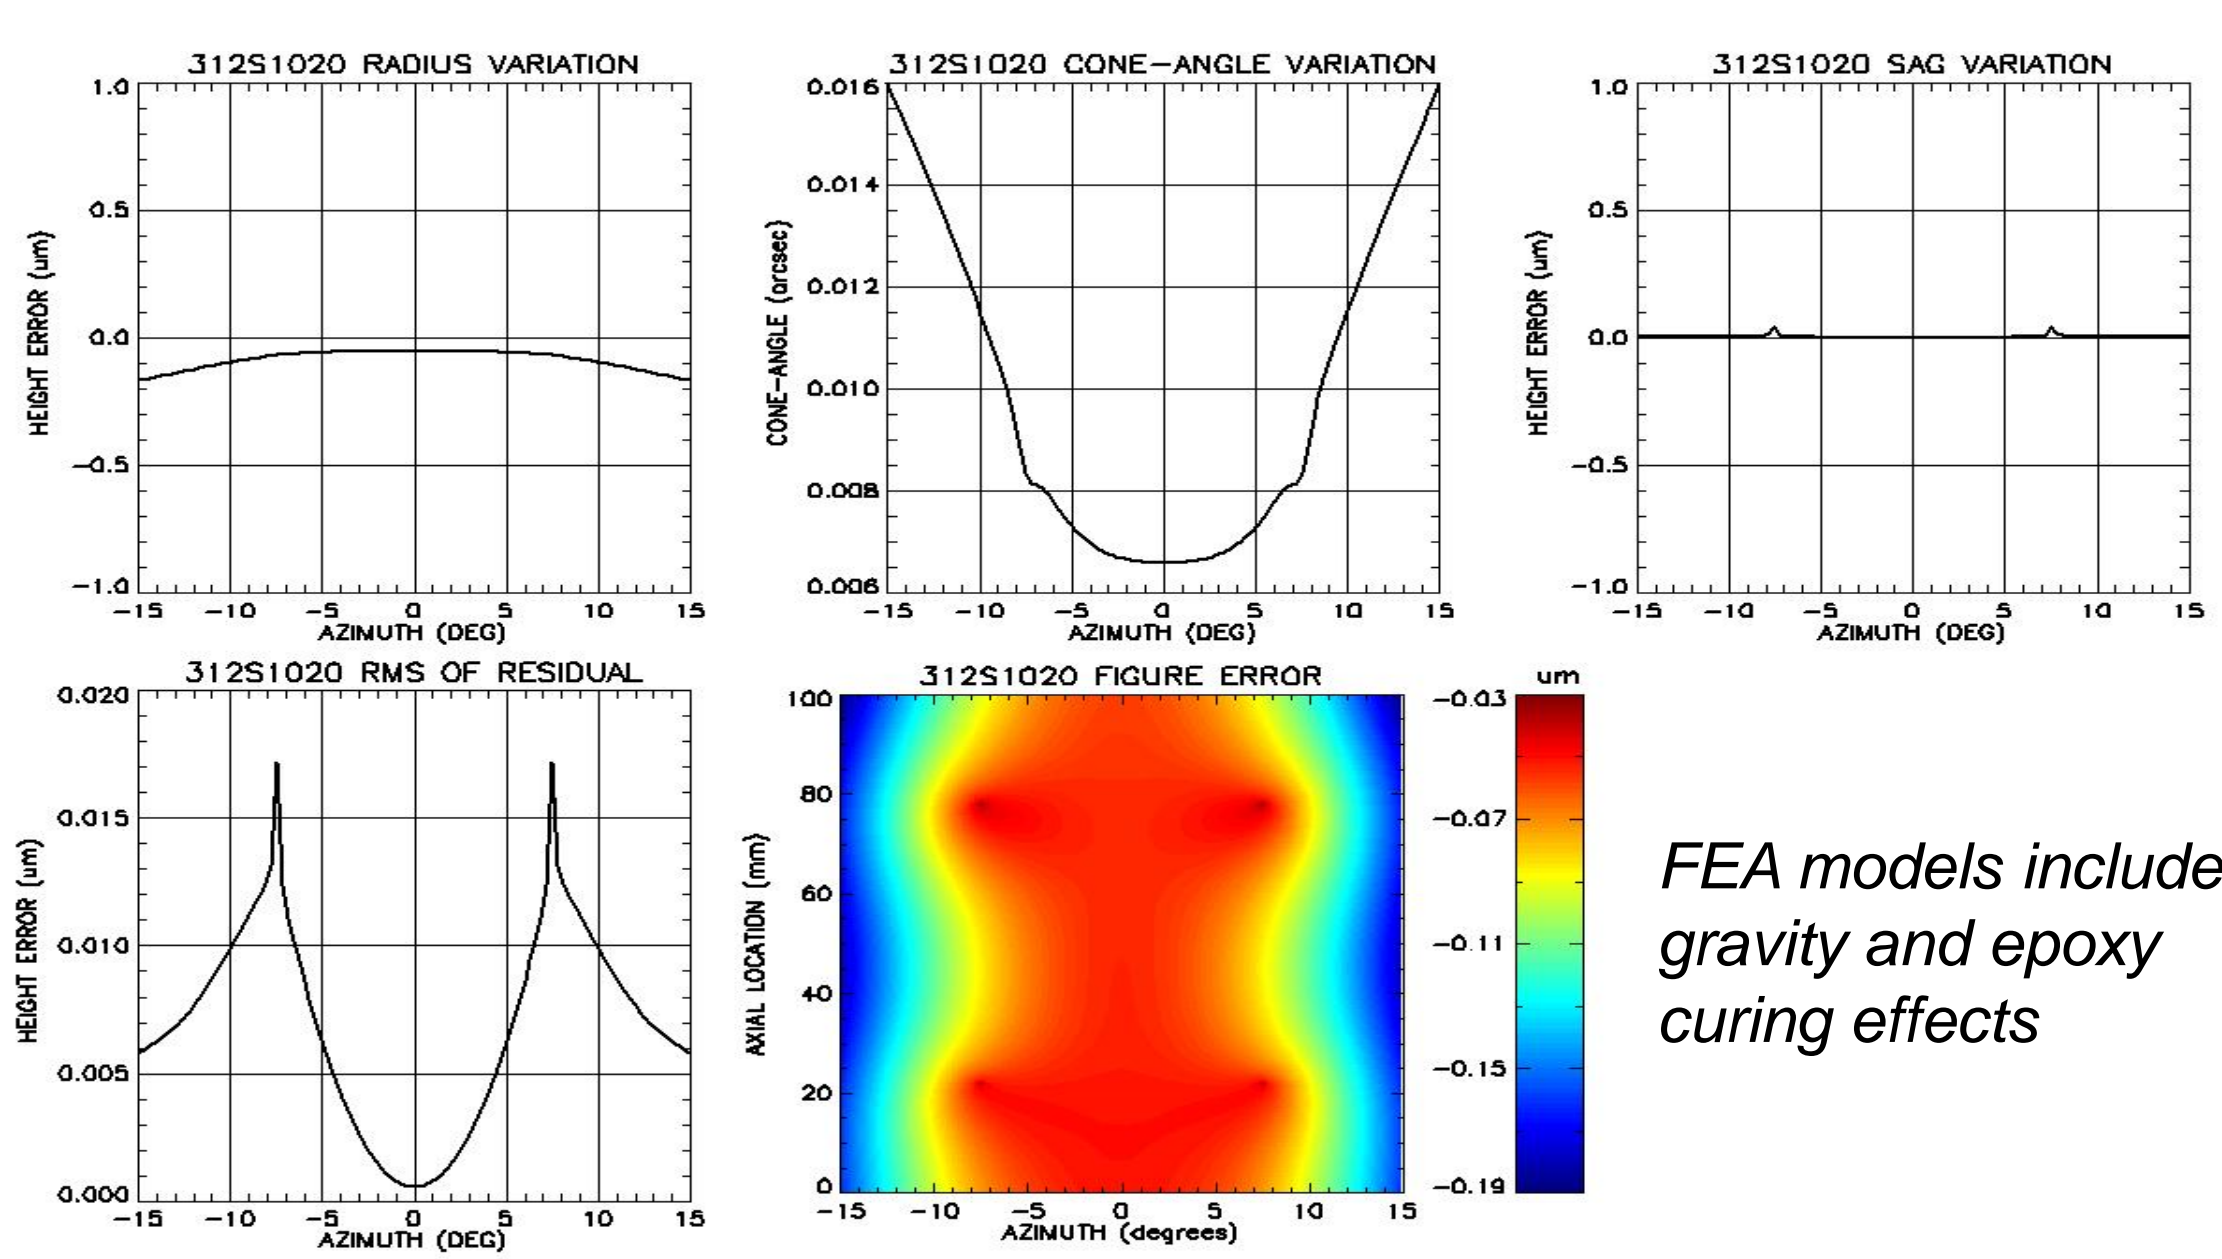 312S1020 RADIUS VARIATION
HEIGHT ERROR (um)
1.0
0.5
0.0
−0.5
−1.0
−15 −10 −5 0 5 10 15
AZIMUTH (DEG)
312S1020 CONE−ANGLE VARIATION
CONE−ANGLE (arcsec)
0.016
0.014
0.012
0.010
0.008
0.006
−15 −10 −5 0 5 10 15
AZIMUTH (DEG)
312S1020 SAG VARIATION
HEIGHT ERROR (um)
1.0
0.5
0.0
−0.5
−1.0
−15 −10 −5 0 5 10 15
AZIMUTH (DEG)
312S1020 RMS OF RESIDUAL
HEIGHT ERROR (um)
0.020
0.015
0.010
0.005
0.000
−15 −10 −5 0 5 10 15
AZIMUTH (DEG)
312S1020 FIGURE ERROR
AXIAL LOCATION (mm)
100
80
60
40
20
0
−15 −10 −5 0 5 10 15
AZIMUTH (degrees)
um
−0.03
−0.07
−0.11
−0.15
−0.19
FEA models include
gravity and epoxy
curing effects